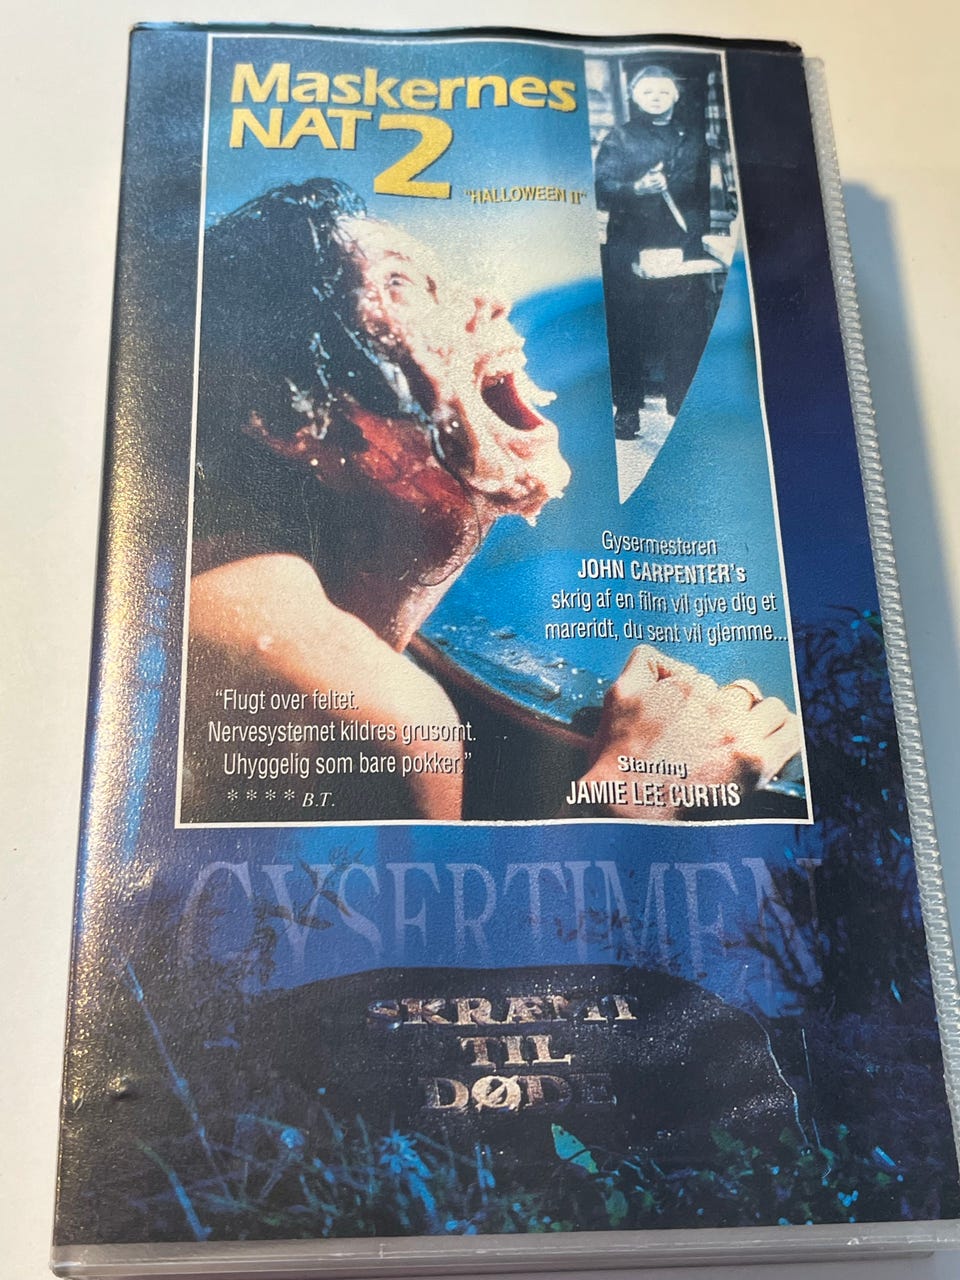 Maskernes
NAT 2
"HALLOWEEN II"
Gysermesteren
JOHN CARPENTER's
skrig af en film vil give dig et
mareridt, du sent vil glemme...
"Flugt over feltet.
Nervesystemet kildres grusomt.
Uhyggelig som bare pokker."
**** B.T.
Starring
JAMIE LEE CURTIS
GYSERTIMEN
SKRÆMT
TIL
DØDE